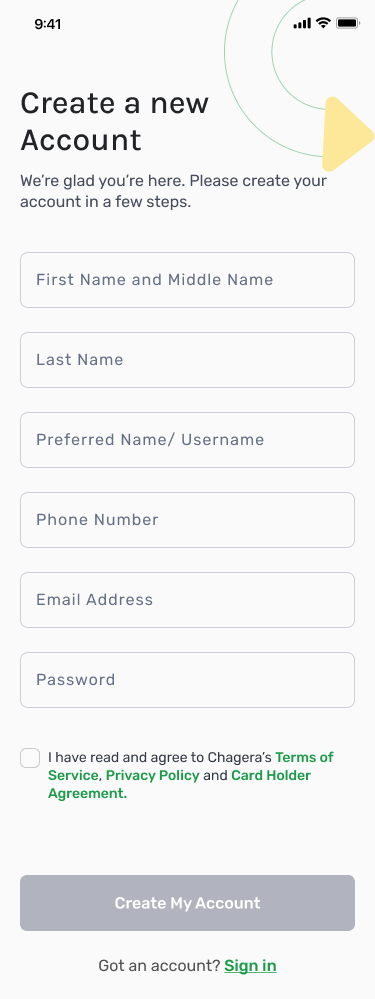 9:41
Create a new
Account
We’re glad you’re here. Please create your
account in a few steps.
First Name and Middle Name
Last Name
Preferred Name/ Username
Phone Number
Email Address
Password
I have read and agree to Chagera’s Terms of
Service, Privacy Policy and Card Holder
Agreement.
Create My Account
Got an account? Sign in